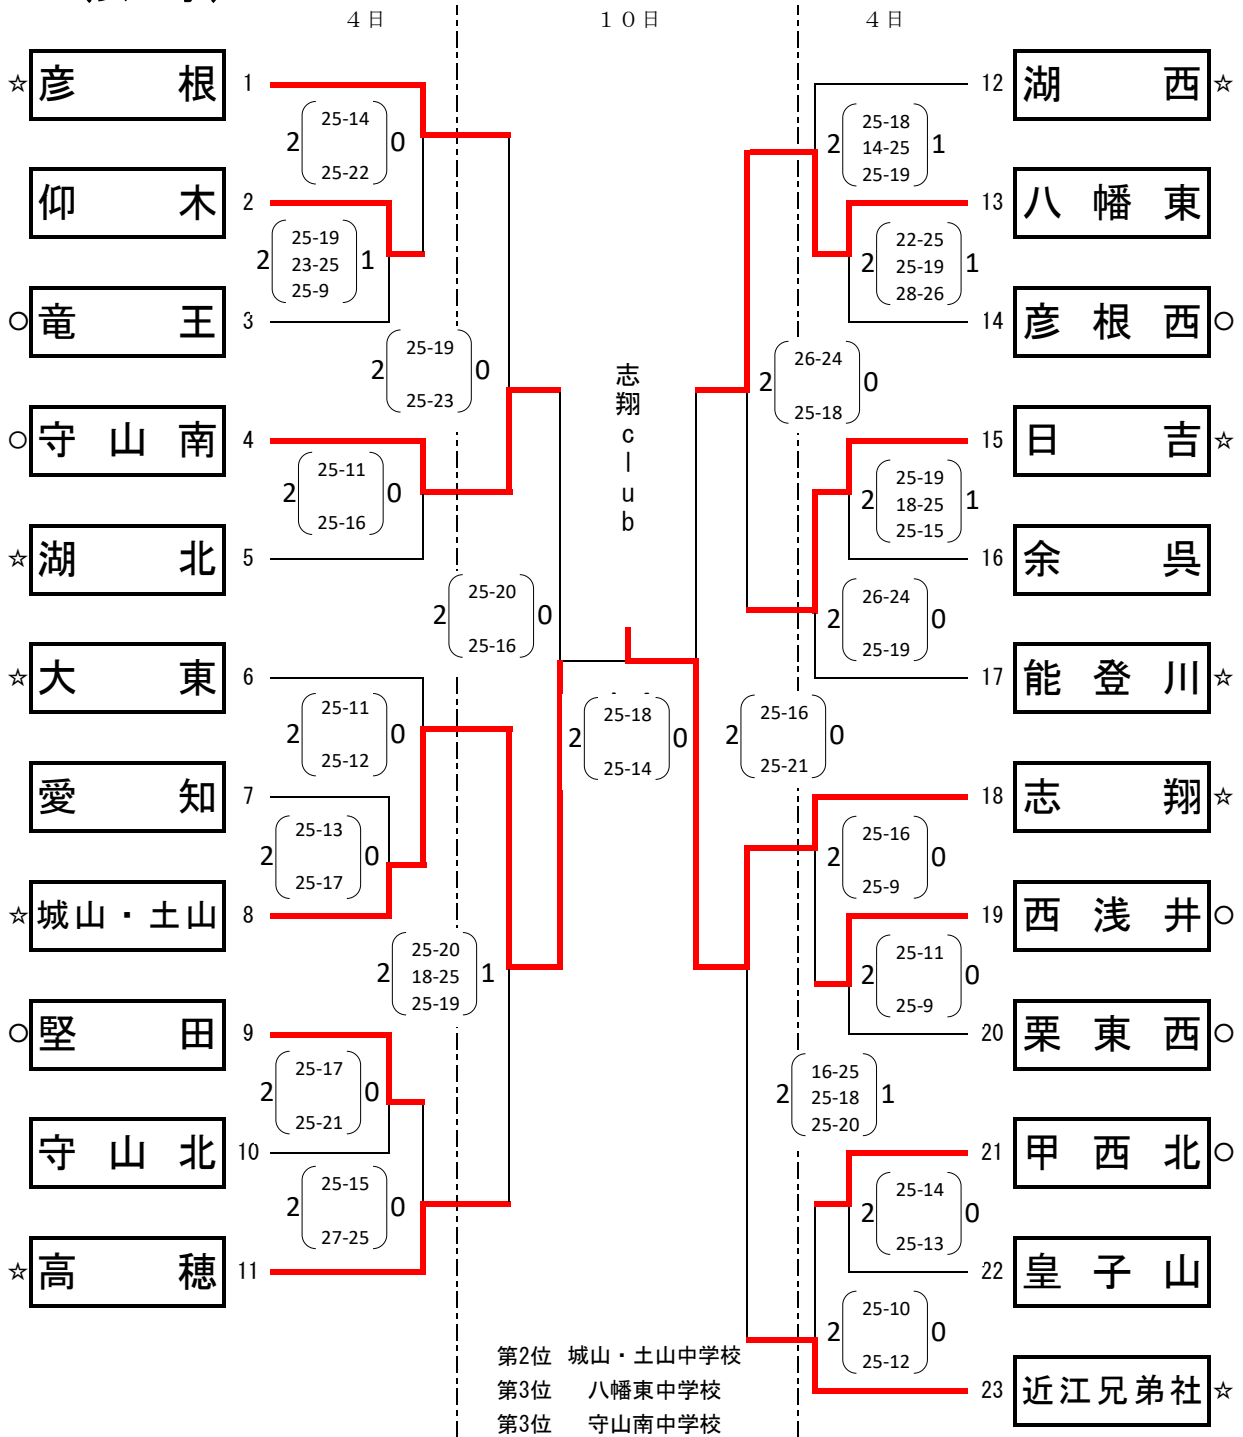 4日 10日 4日
☆ 彦根 1
12 湖西 ☆
25-14
2 0
25-22
25-18
2 14-25 1
25-19
仰木 2
13 八幡東
25-19
2 23-25 1
25-9
22-25
2 25-19 1
28-26
○ 竜王 3
14 彦根西 ○
25-19
2 0
25-23
26-24
2 0
25-18
志翔club
○ 守山南 4
15 日吉 ☆
25-11
2 0
25-16
25-19
2 18-25 1
25-15
☆ 湖北 5
16 余呉
25-20
2 0
25-16
26-24
2 0
25-19
☆ 大東 6
17 能登川 ☆
25-11
2 0
25-12
25-18
2 0
25-14
25-16
2 0
25-21
愛知 7
18 志翔 ☆
25-13
2 0
25-17
25-16
2 0
25-9
☆ 城山・土山 8
19 西浅井 ○
25-20
2 18-25 1
25-19
25-11
2 0
25-9
○ 堅田 9
20 栗東西 ○
25-17
2 0
25-21
16-25
2 25-18 1
25-20
守山北 10
21 甲西北 ○
25-15
2 0
27-25
25-14
2 0
25-13
☆ 高穂 11
22 皇子山
25-10
2 0
25-12
23 近江兄弟社 ☆
第2位 城山・土山中学校
第3位 八幡東中学校
第3位 守山南中学校